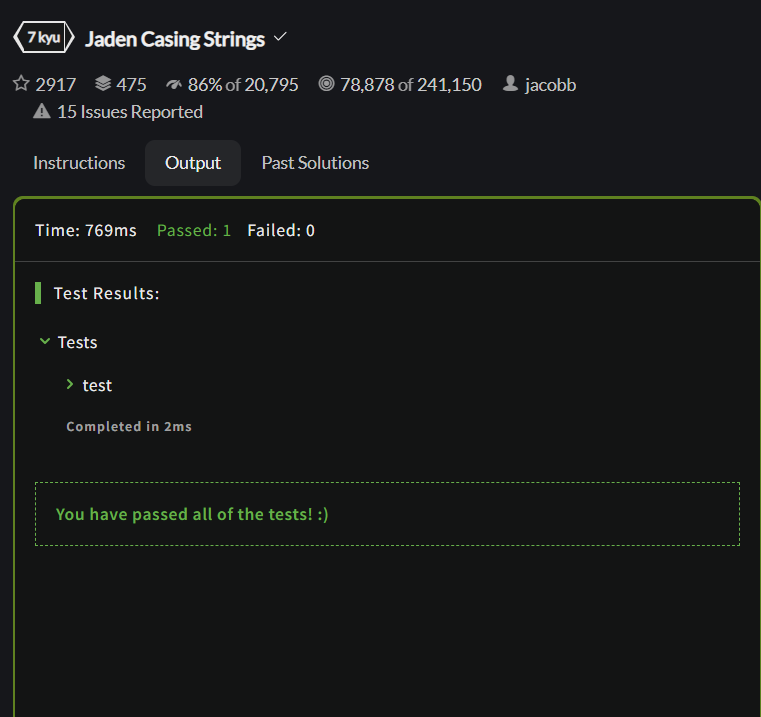 7 kyu Jaden Casing Strings
2917 475 86% of 20,795 78,878 of 241,150 jacobb
15 Issues Reported
Instructions Output Past Solutions
Time: 769ms Passed: 1 Failed: 0
Test Results:
Tests
test
Completed in 2ms
You have passed all of the tests! :)